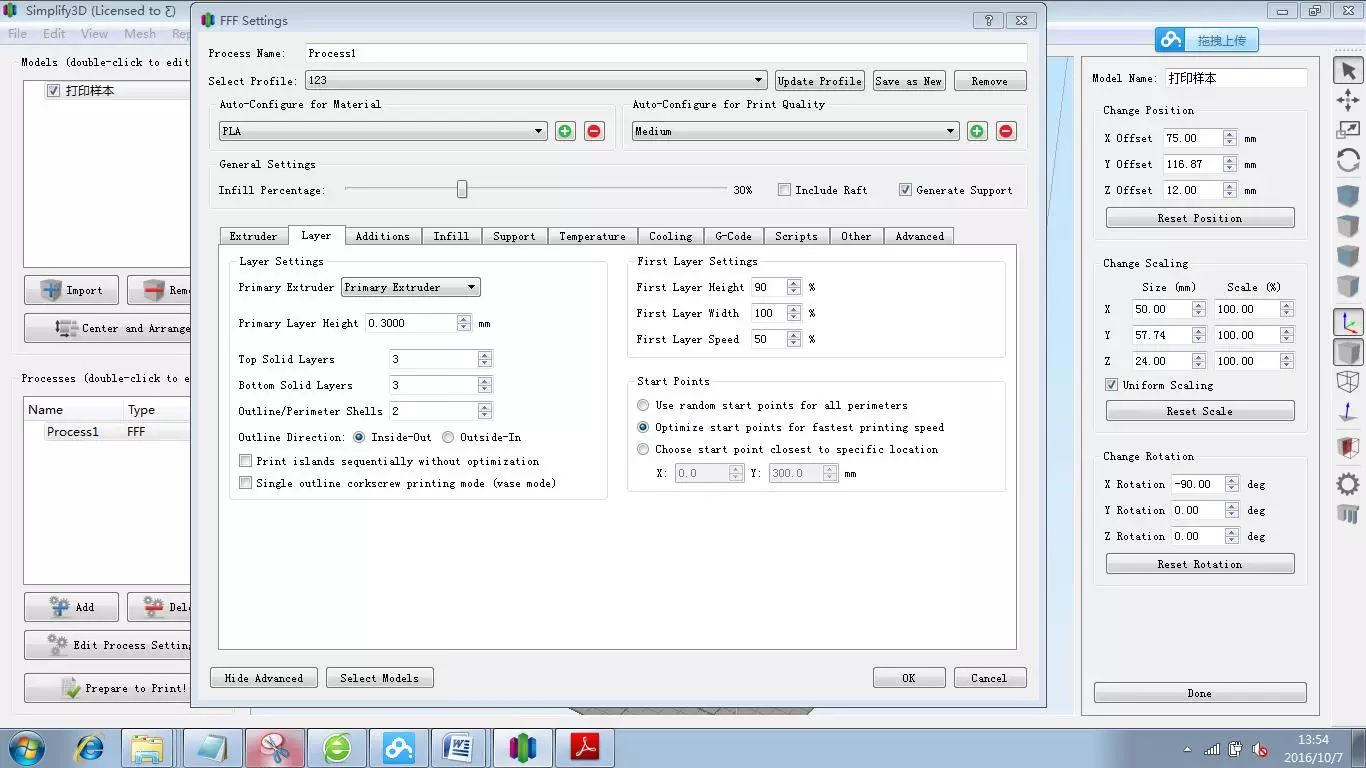 Simplify3D (Licensed to
FFF Settings
File Edit View Mesh
拖拽上传
Models (double-click to edit
打印样本
Import
Center and Arrange
Processes (double-click to e
Name Type
Process1 FFF
Add
Edit Process
Prepare to Print!
Process Name: Process1
Select Profile: 123 Update Profile Save as New Remove
Auto-Configure for Material
PLA
Auto-Configure for Print Quality
Medium
General Settings
Infill Percentage: 30% Include Raft Generate Support
Extruder Layer Additions Infill Support Temperature Cooling G-Code Scripts Other Advanced
Layer Settings
Primary Extruder Primary Extruder
Primary Layer Height 0.3000 mm
Top Solid Layers 3
Bottom Solid Layers 3
Outline/Perimeter Shells 2
Outline Direction: Inside-Out Outside-In
Print islands sequentially without optimization
Single outline corkscrew printing mode (vase mode)
First Layer Settings
First Layer Height 90 %
First Layer Width 100 %
First Layer Speed 50 %
Start Points
Use random start points for all perimeters
Optimize start points for fastest printing speed
Choose start point closest to specific location
X: 0.0 Y: 300.0 mm
Hide Advanced Select Models OK Cancel
Model Name: 打印样本
Change Position
X Offset 75.00 mm
Y Offset 116.87 mm
Z Offset 12.00 mm
Reset Position
Change Scaling
Size (mm) Scale (%)
X 50.00 100.00
Y 57.74 100.00
Z 24.00 100.00
Uniform Scaling
Reset Scale
Change Rotation
X Rotation -90.00 deg
Y Rotation 0.00 deg
Z Rotation 0.00 deg
Reset Rotation
Done
13:54
2016/10/7